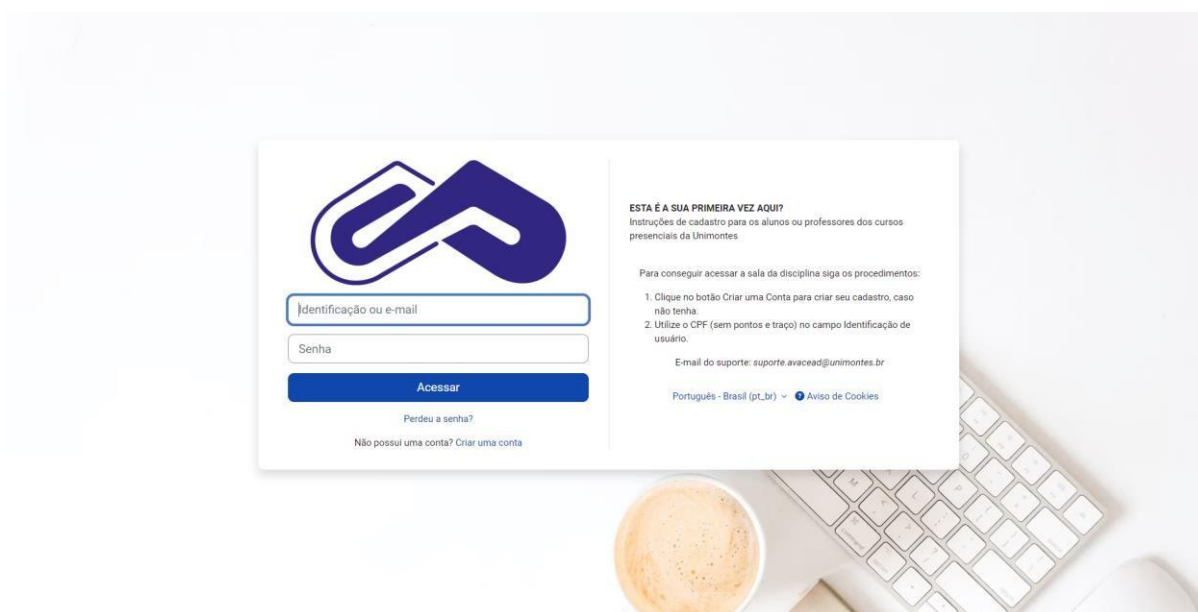 Identificação ou e-mail
Senha
Acessar
Perdeu a senha?
Não possui uma conta? Criar uma conta
ESTA É A SUA PRIMEIRA VEZ AQUI?
Instruções de cadastro para os alunos ou professores dos cursos
presenciais da Unimontes
Para conseguir acessar a sala da disciplina siga os procedimentos:
1. Clique no botão Criar uma Conta para criar seu cadastro, caso
não tenha.
2. Utilize o CPF (sem pontos e traço) no campo Identificação de
usuário.
E-mail do suporte: suporte.avacead@unimontes.br
Português - Brasil (pt_br) ? Aviso de Cookies